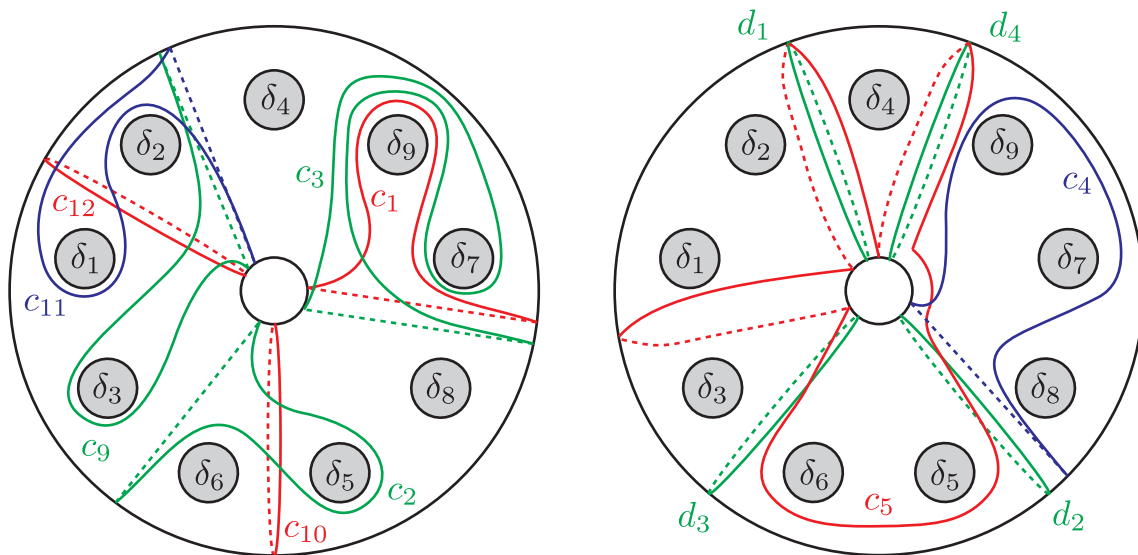 δ₄
δ₂
δ₉
c₃
c₁
c₁₂
δ₁
δ₇
c₁₁
δ₃
δ₈
c₉
δ₆
δ₅
c₂
c₁₀
d₁
d₄
δ₄
δ₂
δ₉
c₄
δ₁
δ₇
δ₃
δ₈
δ₆
δ₅
c₅
d₃
d₂